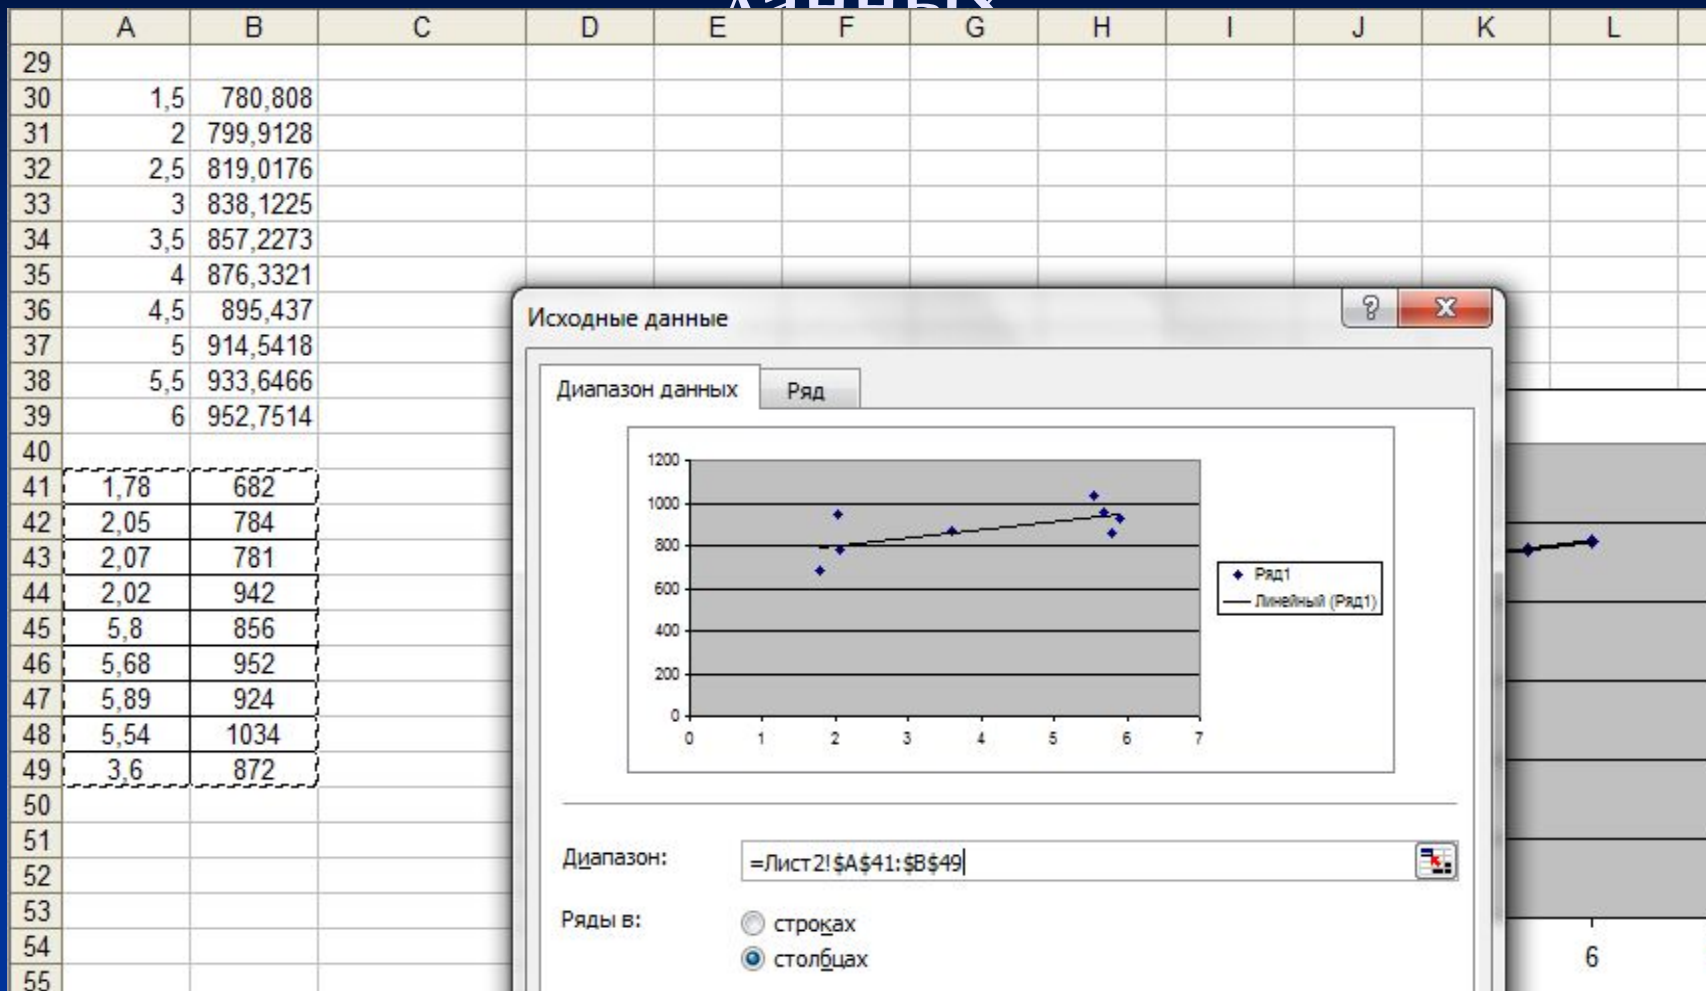 A B C D E F G H I J K L
29
30 1,5 780,808
31 2 799,9128
32 2,5 819,0176
33 3 838,1225
34 3,5 857,2273
35 4 876,3321
36 4,5 895,437
37 5 914,5418
38 5,5 933,6466
39 6 952,7514
40
41 1,78 682
42 2,05 784
43 2,07 781
44 2,02 942
45 5,8 856
46 5,68 952
47 5,89 924
48 5,54 1034
49 3,6 872
50
51
52
53
54
55
Исходные данные
Диапазон данных Ряд
1200
1000
800
600
400
200
0
0 1 2 3 4 5 6 7
Ряд1
Линейный (Ряд1)
Диапазон: =Лист2!$A$41:$B$49
Ряды в: строках
столбцах
6